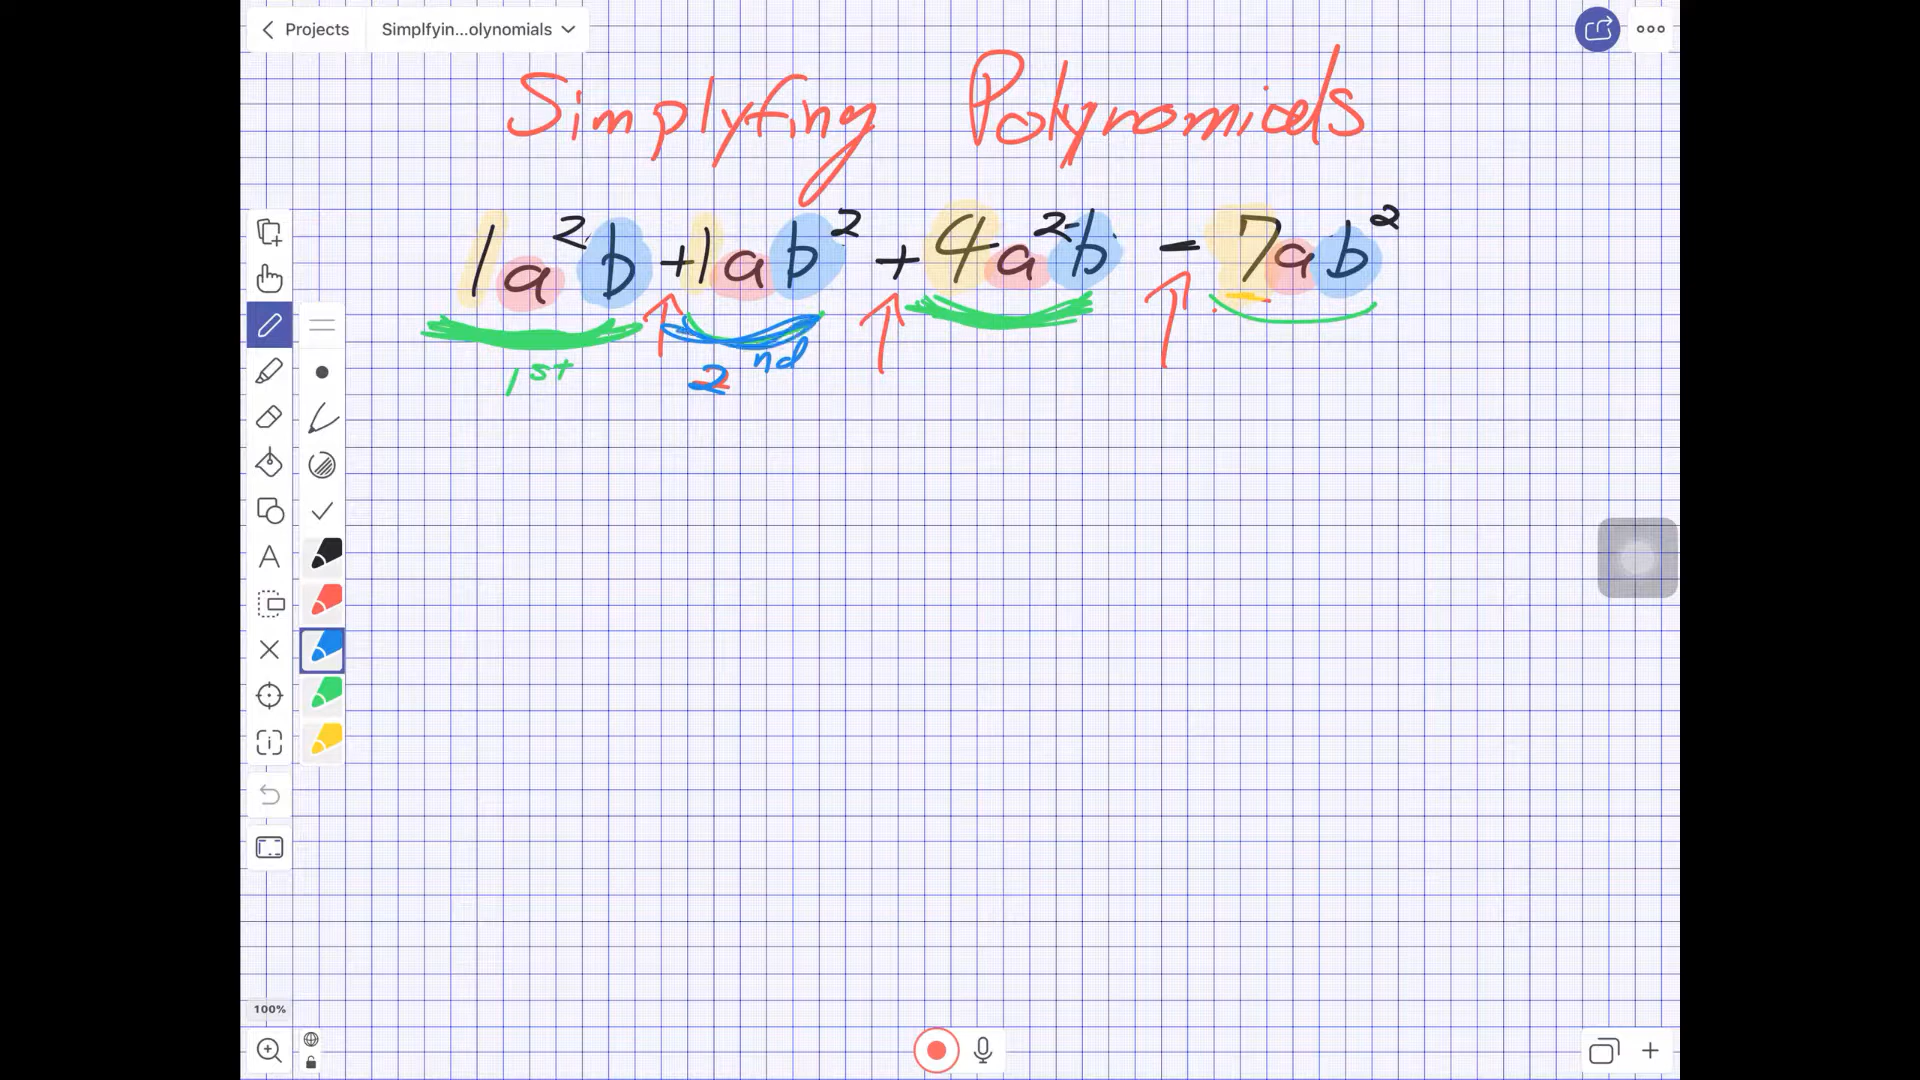 Projects Simplfyin...olynomials
Simplyfing Polynomials
1a²b +1ab² + 4a²b - 7ab²
1st 2nd
A
100%